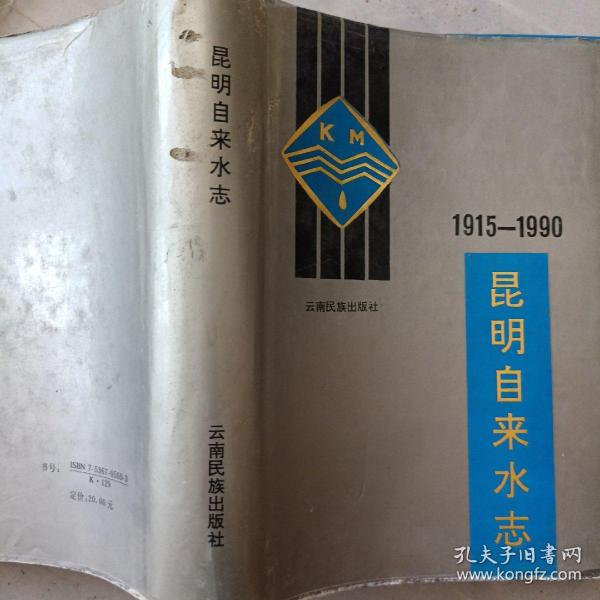 昆明自来水志
云南民族出版社
K M
1915—1990
昆明自来水志
云南民族出版社
书号:
ISBN 7-5367-0568-3
K·125
定价:20.00元
孔夫子旧书网
www.kongfz.com